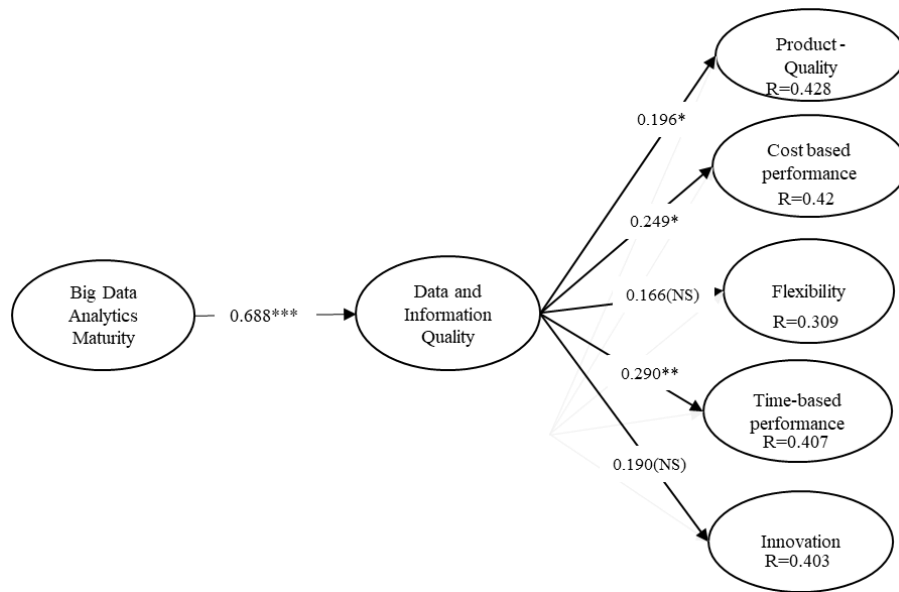 Big Data
Analytics
Maturity
0.688***
Data and
Information
Quality
0.196*
0.249*
0.166(NS)
0.290**
0.190(NS)
Product -
Quality
R=0.428
Cost based
performance
R=0.42
Flexibility
R=0.309
Time-based
performance
R=0.407
Innovation
R=0.403